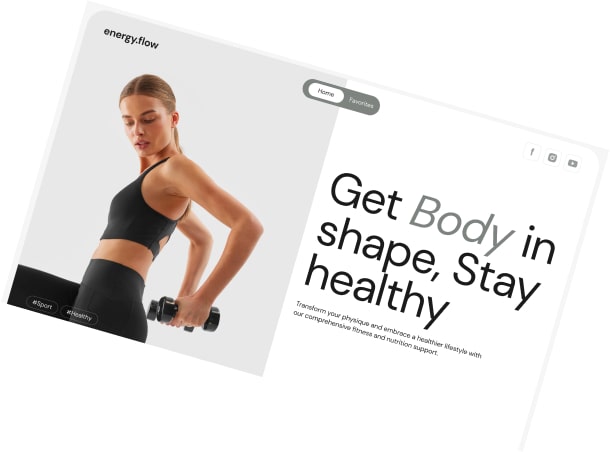 energy.flow
Home
Favorites
Get Body in
shape, Stay
healthy
Transform your physique and embrace a healthier lifestyle with
our comprehensive fitness and nutrition support.
#Sport
#Healthy